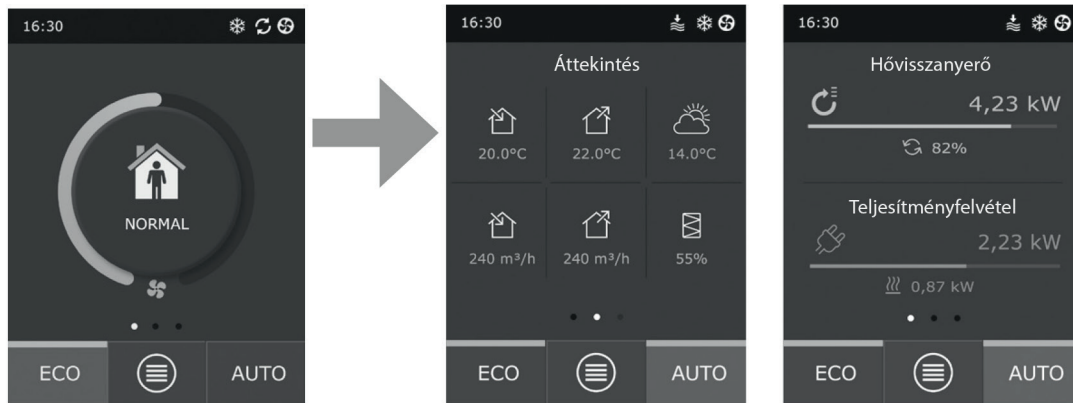 16:30
NORMAL
ECO
AUTO
16:30
Áttekintés
20.0°C 22.0°C 14.0°C
240 m³/h 240 m³/h 55%
ECO
AUTO
16:30
Hővisszanyerő
4,23 kW
82%
Teljesítményfelvétel
2,23 kW
0,87 kW
ECO
AUTO